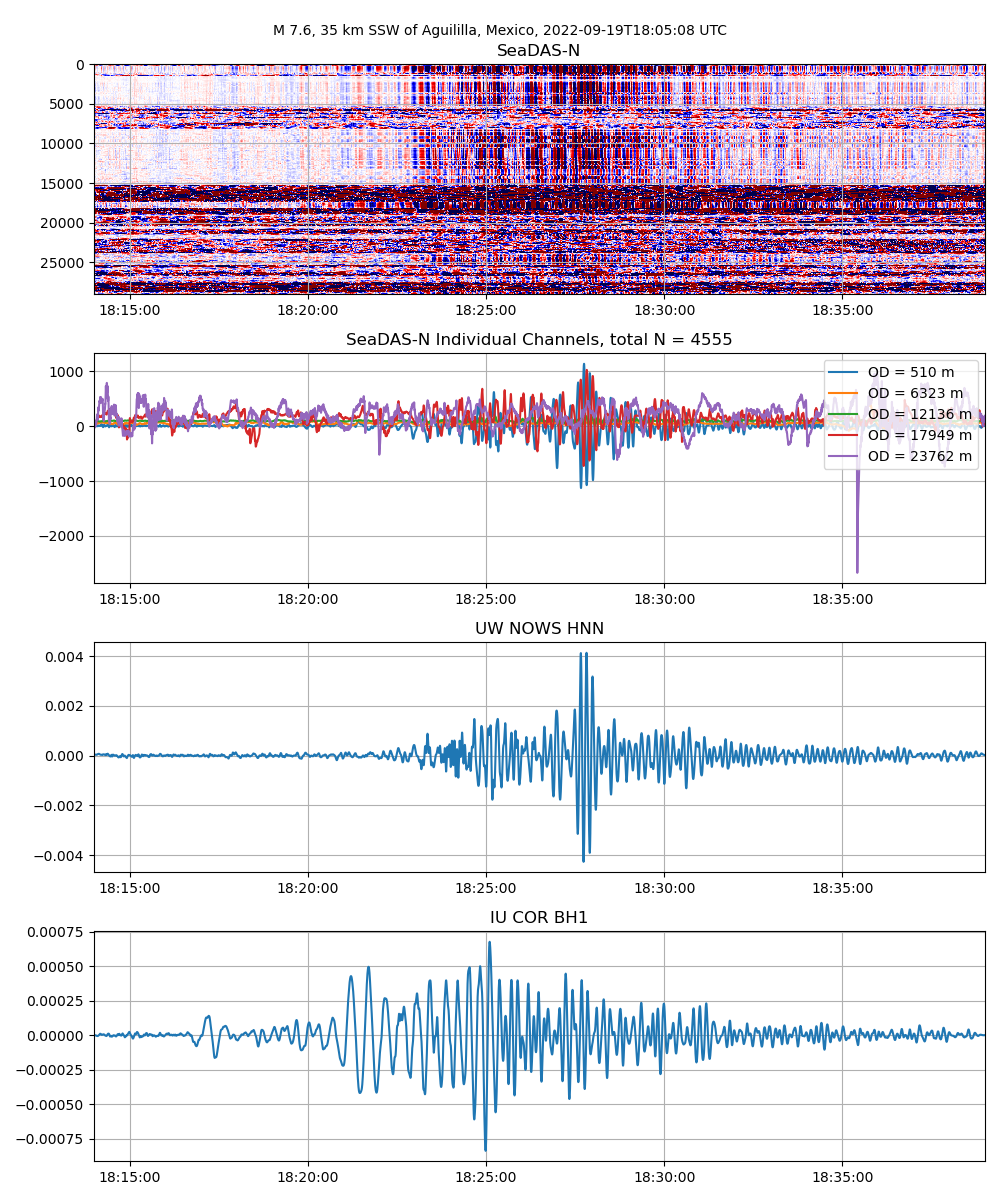 M 7.6, 35 km SSW of Aguililla, Mexico, 2022-09-19T18:05:08 UTC
SeaDAS-N
0
5000
10000
15000
20000
25000
18:15:00 18:20:00 18:25:00 18:30:00 18:35:00
SeaDAS-N Individual Channels, total N = 4555
1000
0
−1000
−2000
OD = 510 m
OD = 6323 m
OD = 12136 m
OD = 17949 m
OD = 23762 m
18:15:00 18:20:00 18:25:00 18:30:00 18:35:00
UW NOWS HNN
0.004
0.002
0.000
−0.002
−0.004
18:15:00 18:20:00 18:25:00 18:30:00 18:35:00
IU COR BH1
0.00075
0.00050
0.00025
0.00000
−0.00025
−0.00050
−0.00075
18:15:00 18:20:00 18:25:00 18:30:00 18:35:00